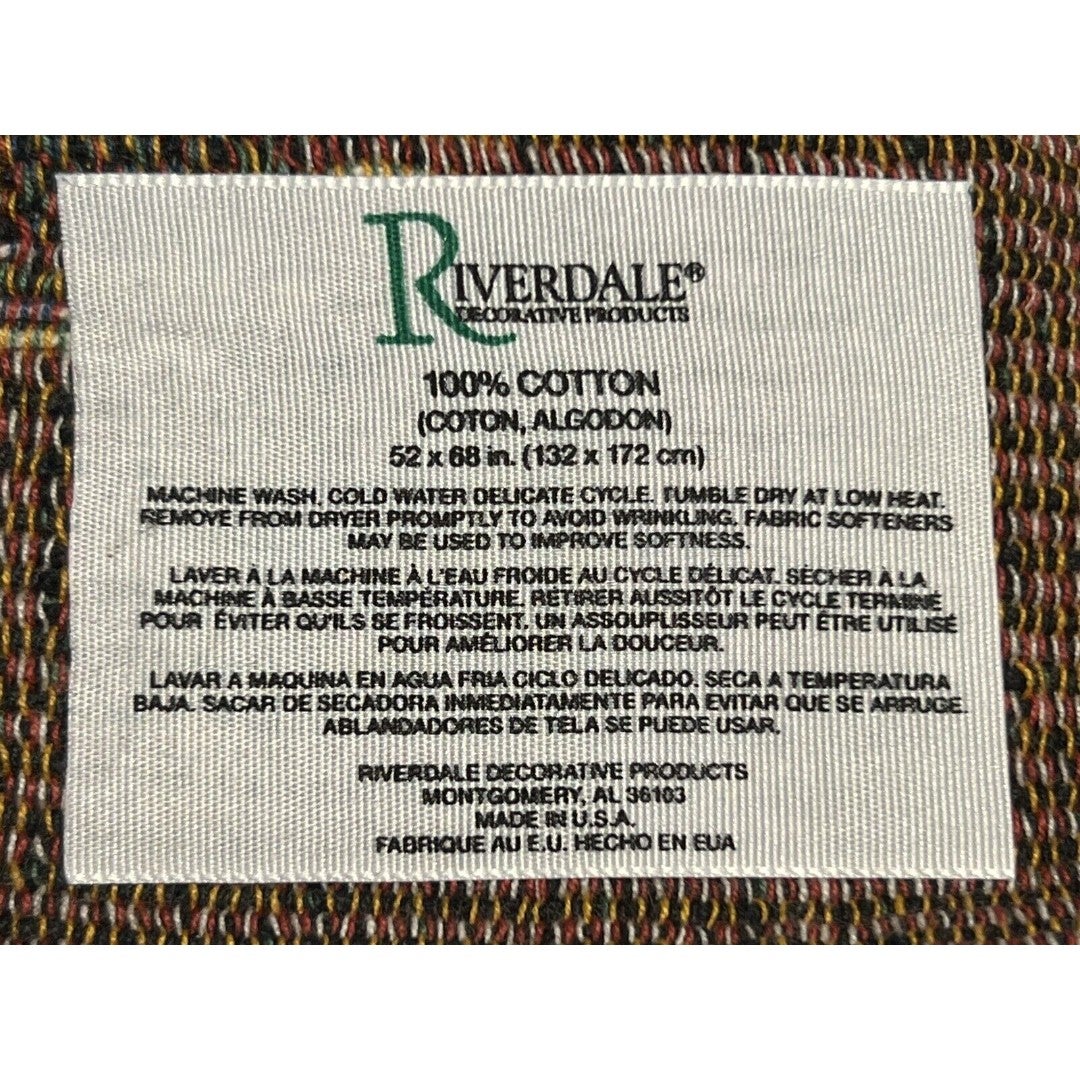 RIVERDALE®
DECORATIVE PRODUCTS
100% COTTON
(COTON, ALGODON)
52 x 68 in. (132 x 172 cm)
MACHINE WASH, COLD WATER DELICATE CYCLE. TUMBLE DRY AT LOW HEAT.
REMOVE FROM DRYER PROMPTLY TO AVOID WRINKLING. FABRIC SOFTENERS
MAY BE USED TO IMPROVE SOFTNESS.
LAVER À LA MACHINE À L'EAU FROIDE AU CYCLE DÉLICAT. SÉCHER À LA
MACHINE À BASSE TEMPÉRATURE. RETIRER AUSSITÔT LE CYCLE TERMINÉ
POUR ÉVITER QU'ILS SE FROISSENT. UN ASSOUPLISSEUR PEUT ÊTRE UTILISÉ
POUR AMÉLIORER LA DOUCEUR.
LAVAR A MAQUINA EN AGUA FRIA CICLO DELICADO. SECA A TEMPERATURA
BAJA. SACAR DE SECADORA INMEDIATAMENTE PARA EVITAR QUE SE ARRUGE.
ABLANDADORES DE TELA SE PUEDE USAR.
RIVERDALE DECORATIVE PRODUCTS
MONTGOMERY, AL 36103
MADE IN U.S.A.
FABRIQUE AU E.U. HECHO EN EUA